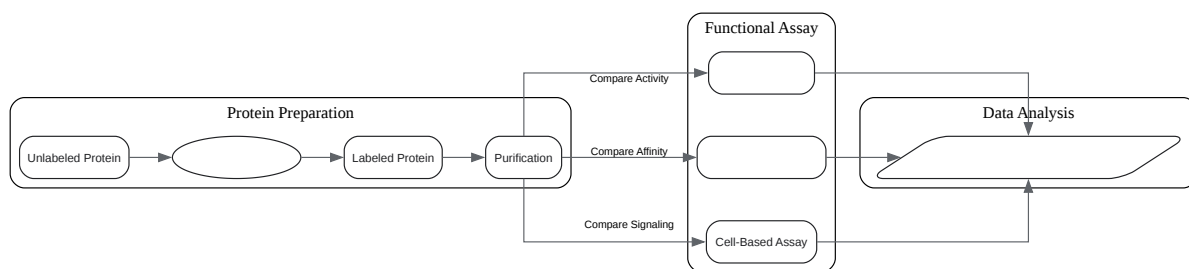 Functional Assay
Compare Activity
Protein Preparation
Data Analysis
Unlabeled Protein
Labeled Protein
Purification
Compare Affinity
Compare Signaling
Cell-Based Assay